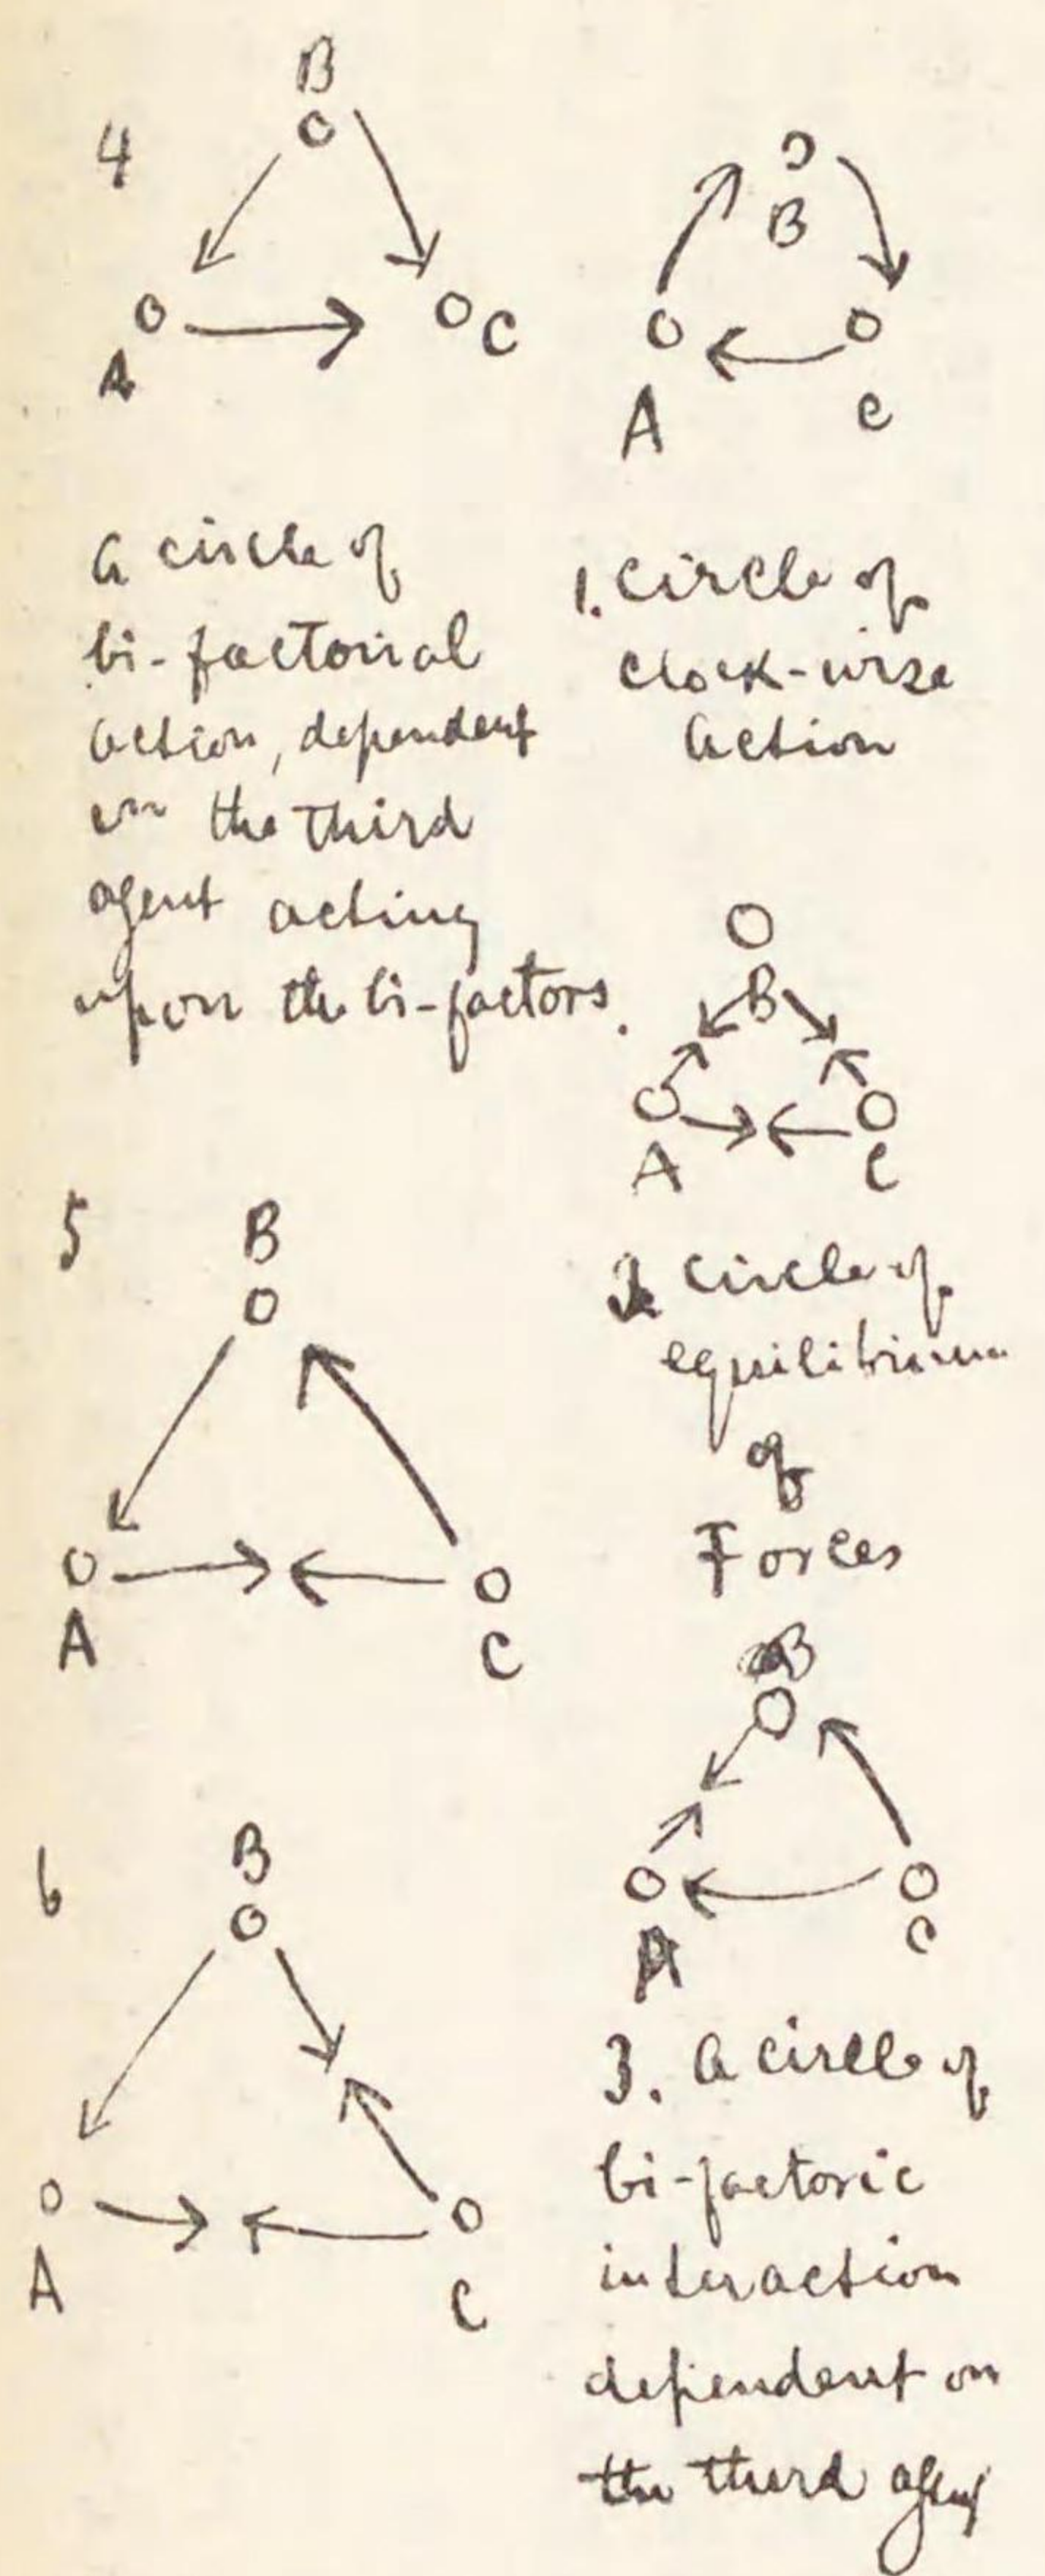 4
B
A
C
a circle of
bi-factorial
action, dependent
on the third
agent acting
upon the bi-factors.
5
B
A
C
6
B
A
C
B
A
C
1. circle of
clock-wise
action
B
A
C
2. circle of
equilibrium
of
Forces
B
A
C
3. a circle of
bi-factoric
interaction
dependent on
the third agent